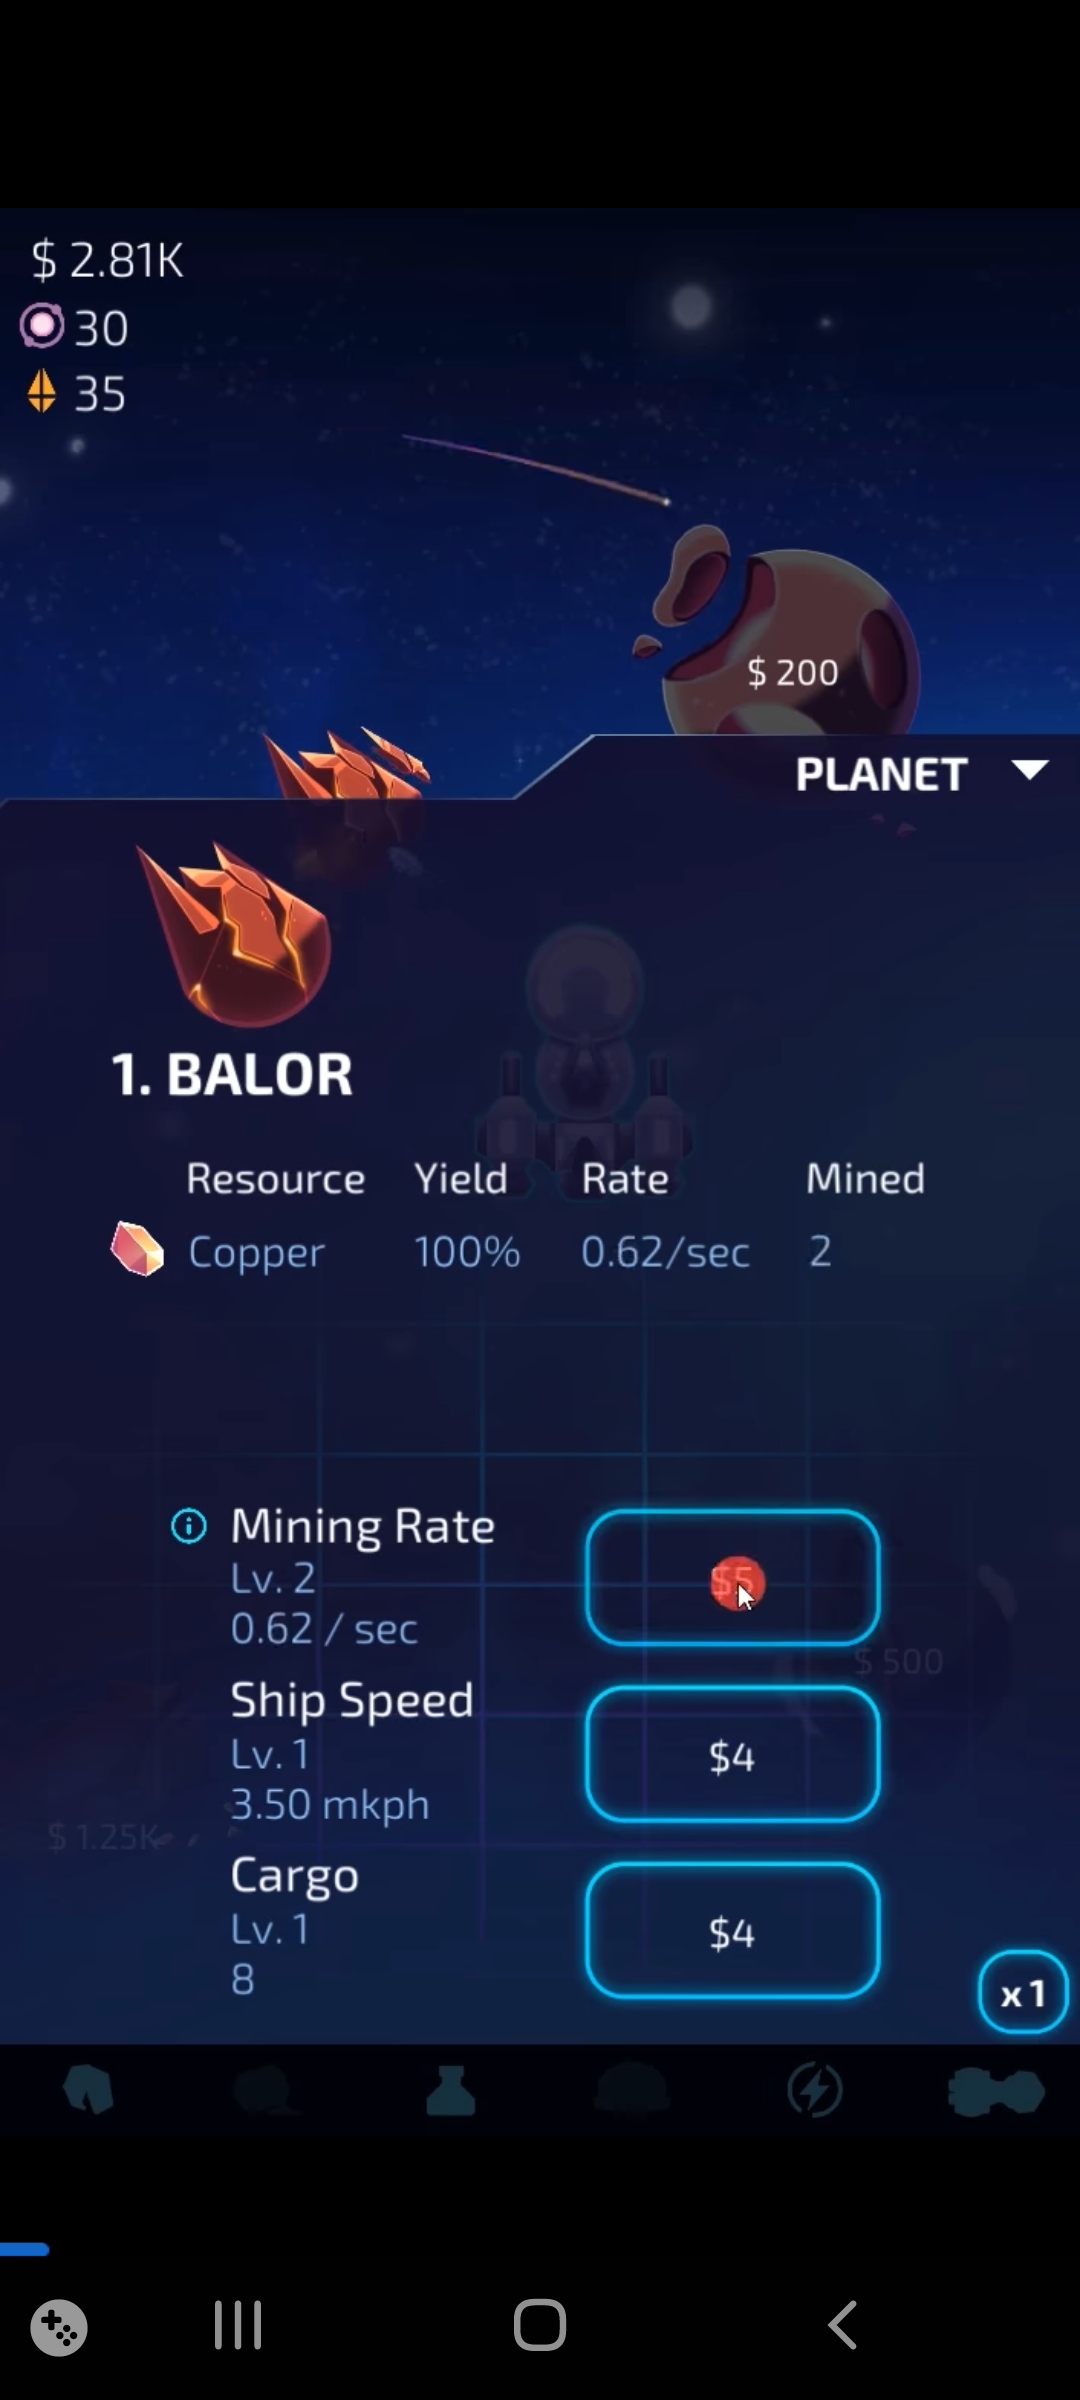 $ 2.81K
30
35
$ 200
PLANET
1. BALOR
Resource Yield Rate Mined
Copper 100% 0.62/sec 2
Mining Rate
Lv. 2
$5
0.62 / sec
$ 500
Ship Speed
Lv. 1
$4
3.50 mkph
$ 1.25K
Cargo
Lv. 1
$4
8
x 1